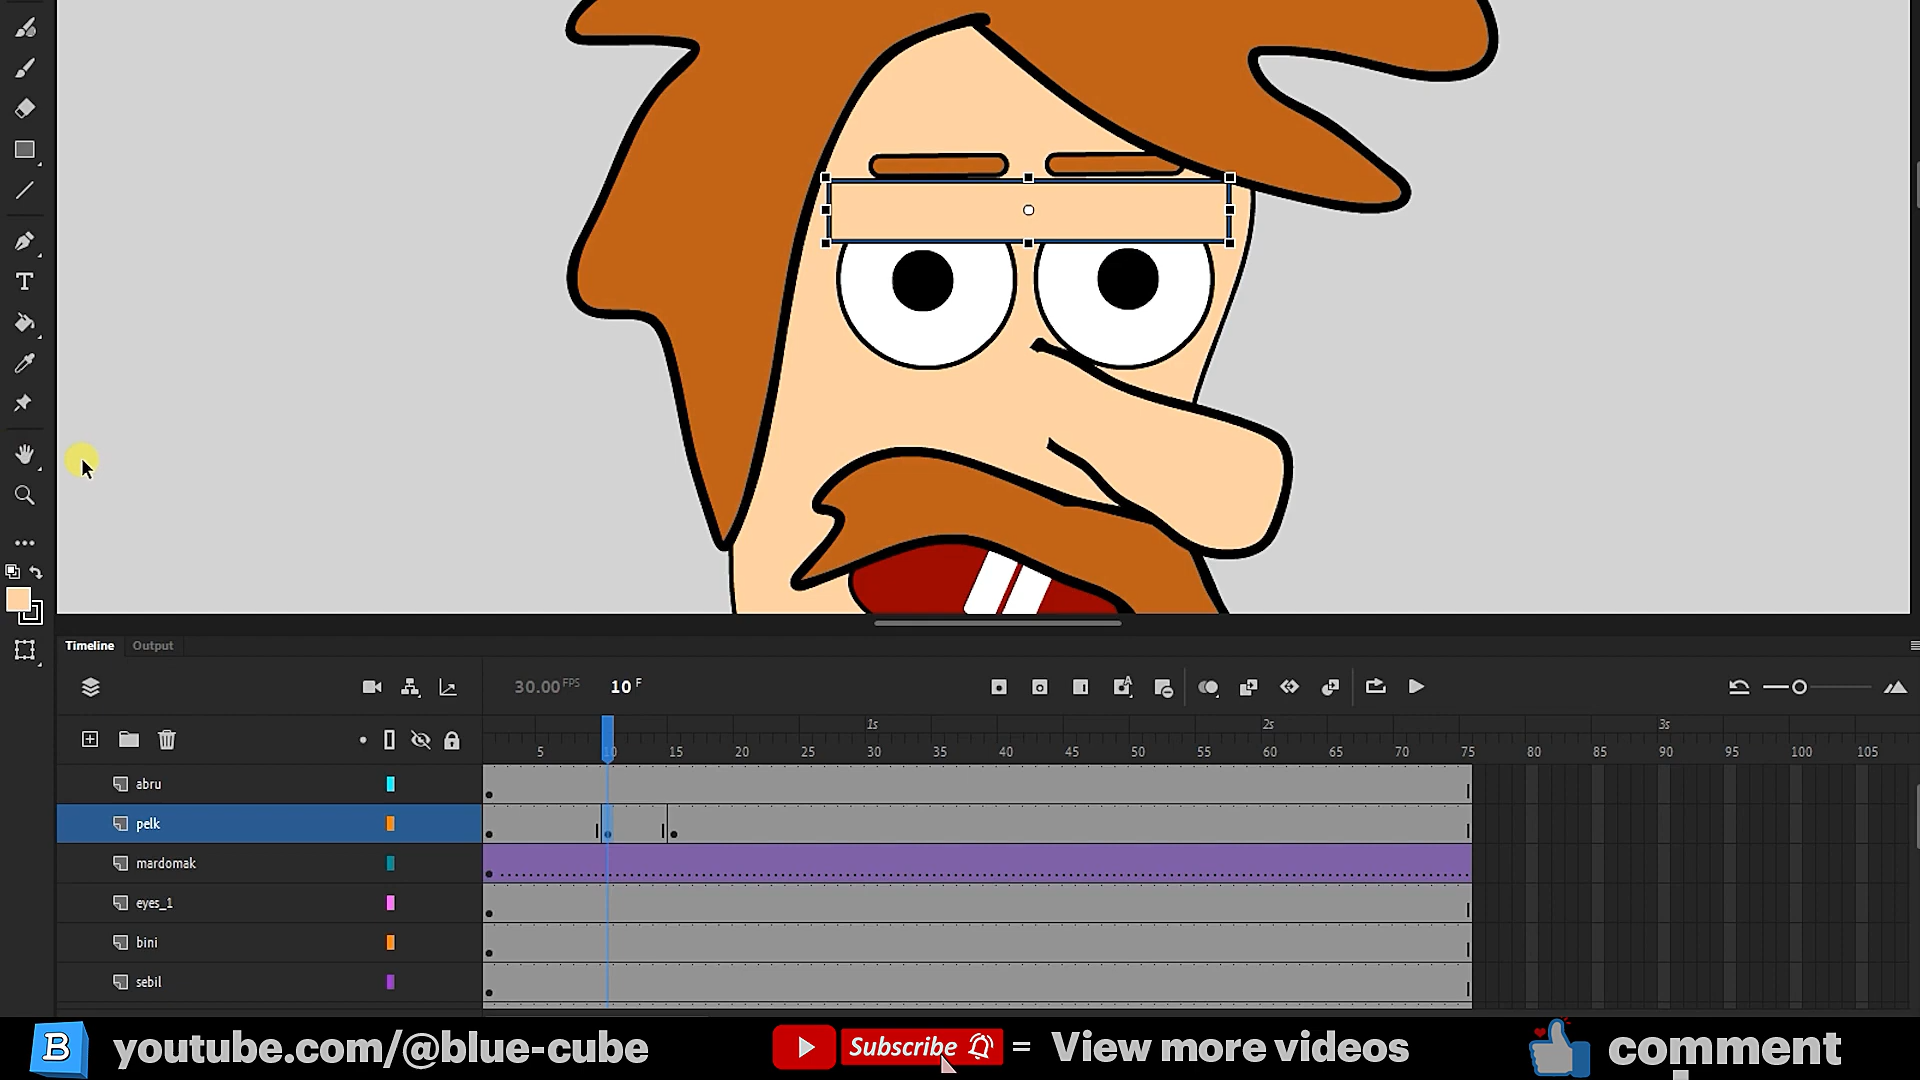 T
Timeline Output
30.00 FPS 10 F
1s 2s 3s
5 10 15 20 25 30 35 40 45 50 55 60 65 70 75 80 85 90 95 100 105
abru
pelk
mardomak
eyes_1
bini
sebil
B youtube.com/@blue-cube Subscribe = View more videos comment